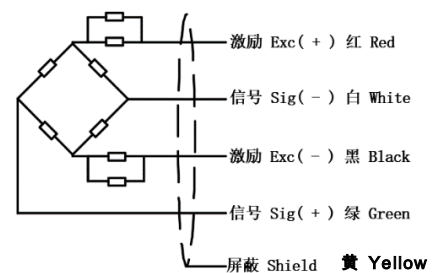 激励 Exc( + ) 红 Red
信号 Sig( - ) 白 White
激励 Exc( - ) 黑 Black
信号 Sig( + ) 绿 Green
屏蔽 Shield 黄 Yellow